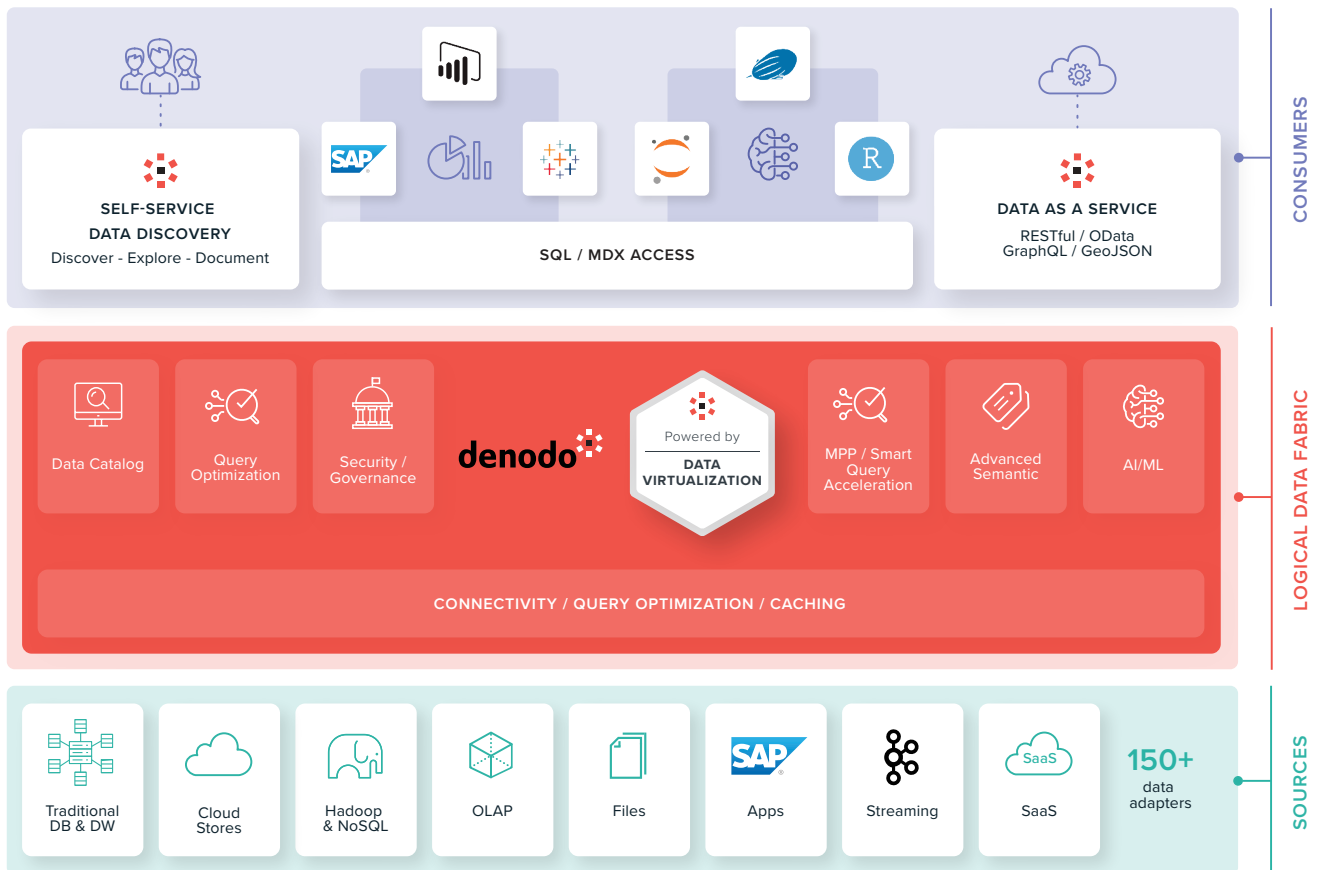 SAP
R
SELF-SERVICE
DATA DISCOVERY
Discover - Explore - Document
SQL / MDX ACCESS
DATA AS A SERVICE
RESTful / OData
GraphQL / GeoJSON
CONSUMERS
Data Catalog
Query
Optimization
Security /
Governance
denodo
Powered by
DATA
VIRTUALIZATION
MPP / Smart
Query
Acceleration
Advanced
Semantic
AI/ML
CONNECTIVITY / QUERY OPTIMIZATION / CACHING
LOGICAL DATA FABRIC
Traditional
DB & DW
Cloud
Stores
Hadoop
& NoSQL
OLAP
Files
SAP®
Apps
Streaming
SaaS
SaaS
150+
data
adapters
SOURCES